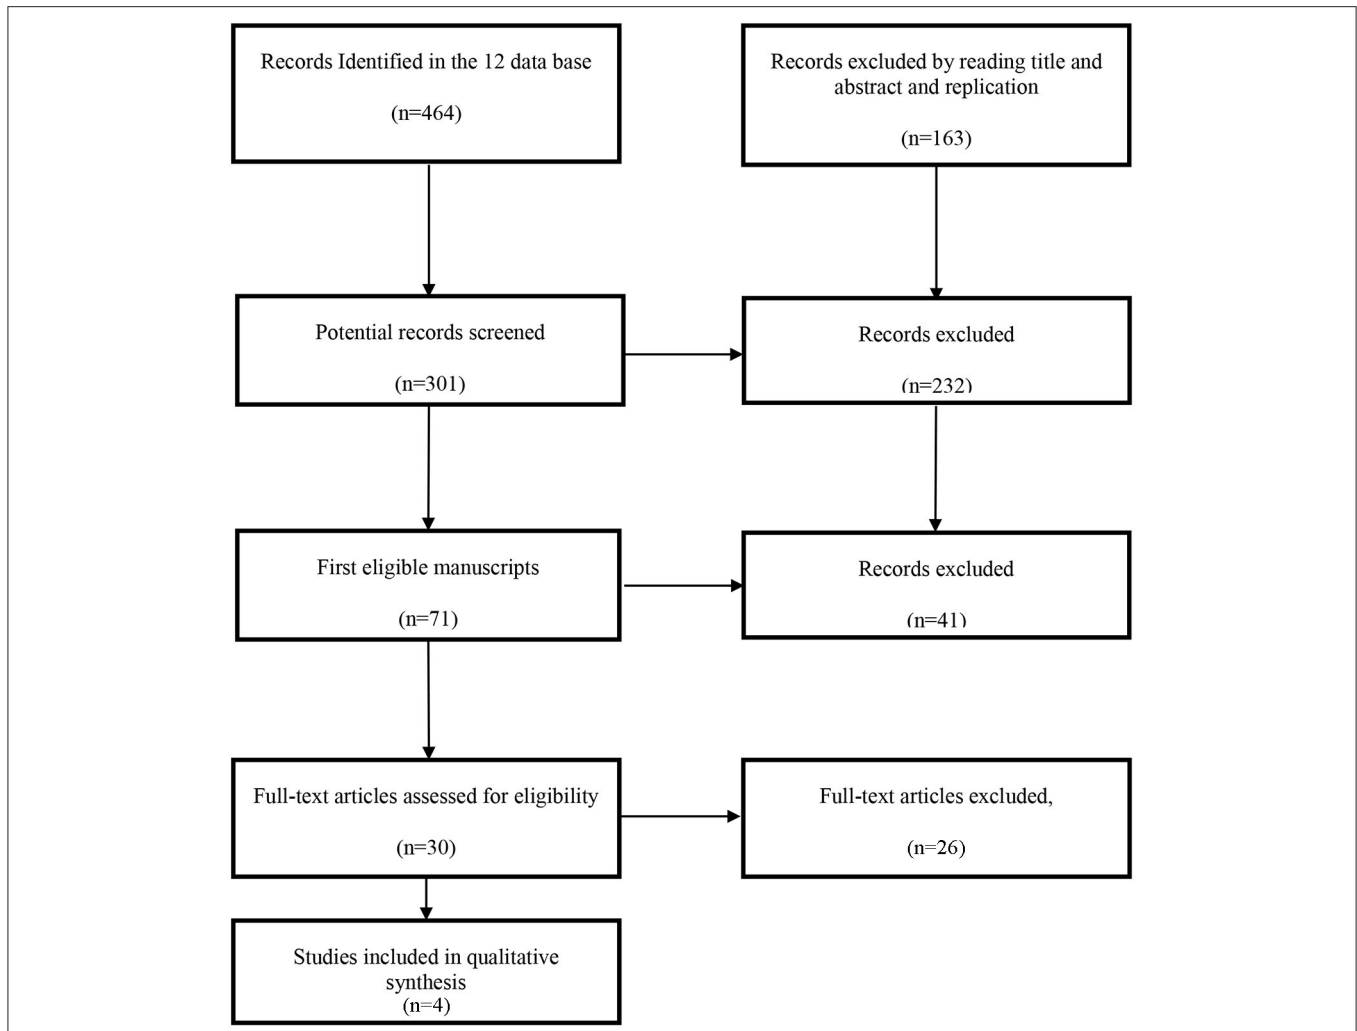 Records Identified in the 12 data base
(n=464)
Records excluded by reading title and
abstract and replication
(n=163)
Potential records screened
(n=301)
Records excluded
(n=232)
First eligible manuscripts
(n=71)
Records excluded
(n=41)
Full-text articles assessed for eligibility
(n=30)
Full-text articles excluded,
(n=26)
Studies included in qualitative
synthesis
(n=4)